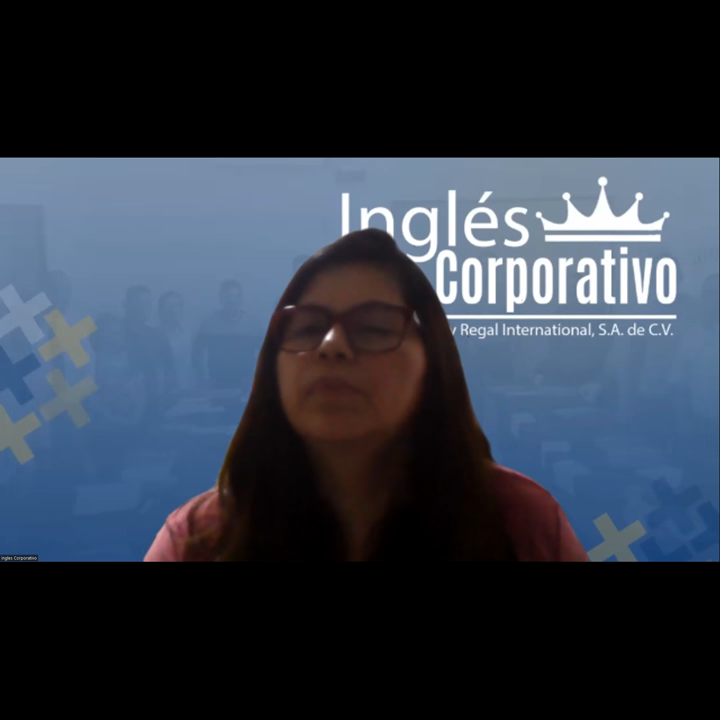 Inglés
Corporativo
y Regal International, S.A. de C.V.
Inglés Corporativo